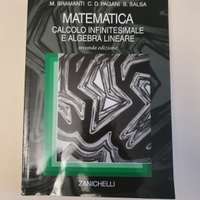 M. BRAMANTI C. D. PAGANI S. SALSA
MATEMATICA
CALCOLO INFINITESIMALE
E ALGEBRA LINEARE
seconda edizione
ZANICHELLI